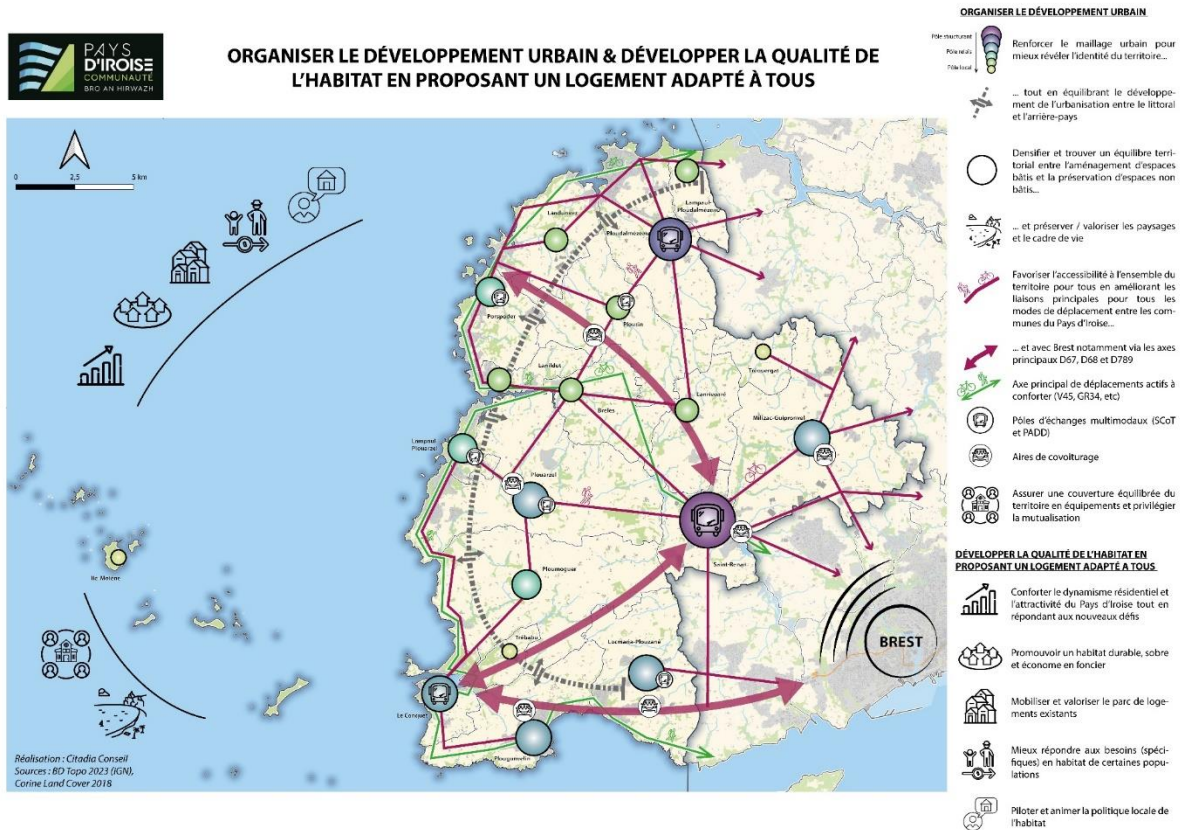 PAYS
D'IROISE
COMMUNAUTÉ
BRO AN HIRWAZH
ORGANISER LE DÉVELOPPEMENT URBAIN & DÉVELOPPER LA QUALITÉ DE
L'HABITAT EN PROPOSANT UN LOGEMENT ADAPTÉ À TOUS
0 2,5 5 km
Lampaul-
Ploudalmézeau
Landunvez
Ploudalmézeau
Porspoder
Plourin
Lanildut
Tréouergat
Brélès
Lanrivoaré
Milizac-Guipronvel
Lampaul-
Plouarzel
Plouarzel
Saint-Renan
Ile Molène
Ploumoguer
Trébabu
Locmaria-Plouzané
BREST
Le Conquet
Plougonvelin
Réalisation : Citadia Conseil
Sources : BD Topo 2023 (IGN),
Corine Land Cover 2018
ORGANISER LE DÉVELOPPEMENT URBAIN
Pôle structurant
Pôle relais
Pôle local
Renforcer le maillage urbain pour
mieux révéler l'identité du territoire...
... tout en équilibrant le développe-
ment de l'urbanisation entre le littoral
et l'arrière-pays
Densifier et trouver un équilibre terri-
torial entre l'aménagement d'espaces
bâtis et la préservation d'espaces non
bâtis...
... et préserver / valoriser les paysages
et le cadre de vie
Favoriser l'accessibilité à l'ensemble du
territoire pour tous en améliorant les
liaisons principales pour tous les
modes de déplacement entre les com-
munes du Pays d'Iroise...
... et avec Brest notamment via les axes
principaux D67, D68 et D789
Axe principal de déplacements actifs à
conforter (V45, GR34, etc)
Pôles d'échanges multimodaux (SCoT
et PADD)
Aires de covoiturage
Assurer une couverture équilibrée du
territoire en équipements et privilégier
la mutualisation
DÉVELOPPER LA QUALITÉ DE L'HABITAT EN
PROPOSANT UN LOGEMENT ADAPTÉ A TOUS
Conforter le dynamisme résidentiel et
l'attractivité du Pays d'Iroise tout en
répondant aux nouveaux défis
Promouvoir un habitat durable, sobre
et économe en foncier
Mobiliser et valoriser le parc de loge-
ments existants
Mieux répondre aux besoins (spéci-
fiques) en habitat de certaines popu-
lations
Piloter et animer la politique locale de
l'habitat